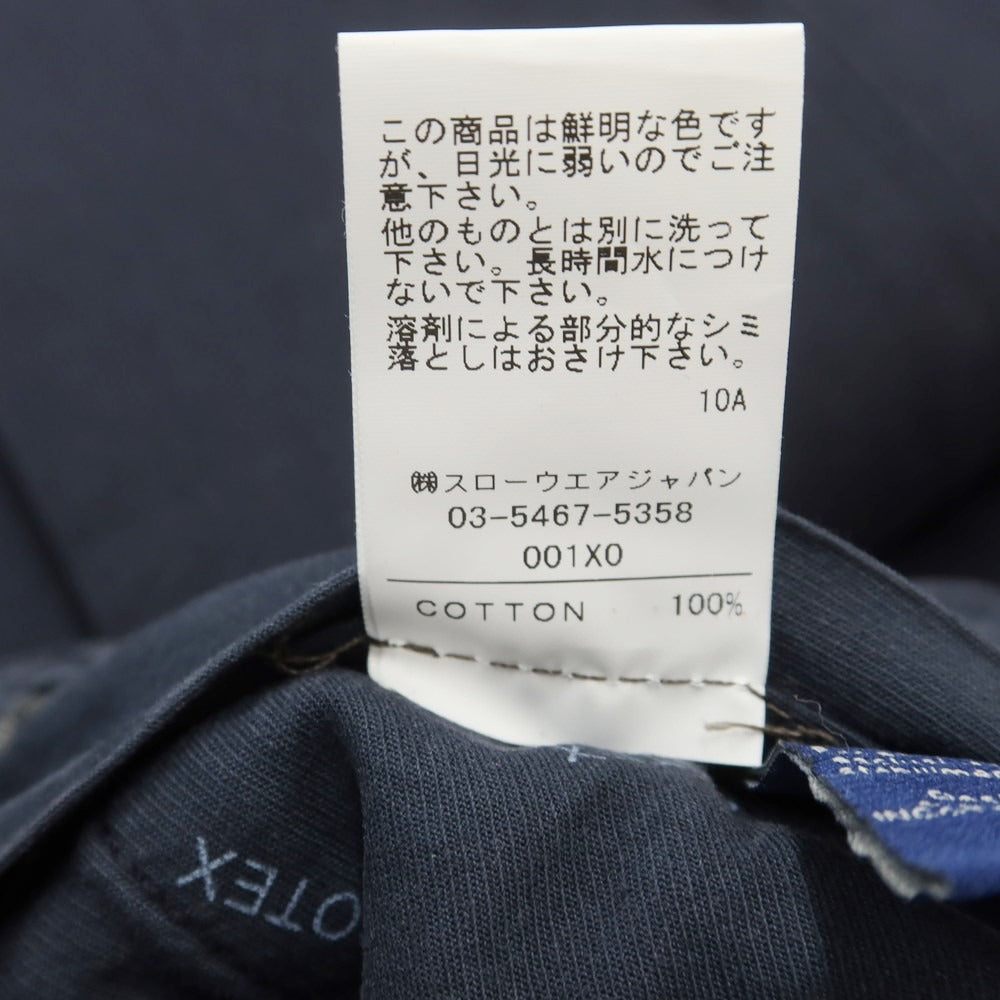 この商品は鮮明な色です
が、日光に弱いのでご注
意下さい。
他のものとは別に洗って
下さい。長時間水につけ
ないで下さい。
溶剤による部分的なシミ
落としはおさけ下さい。
10A
㈱スローウエアジャパン
03-5467-5358
001X0
COTTON 100%
OTEX